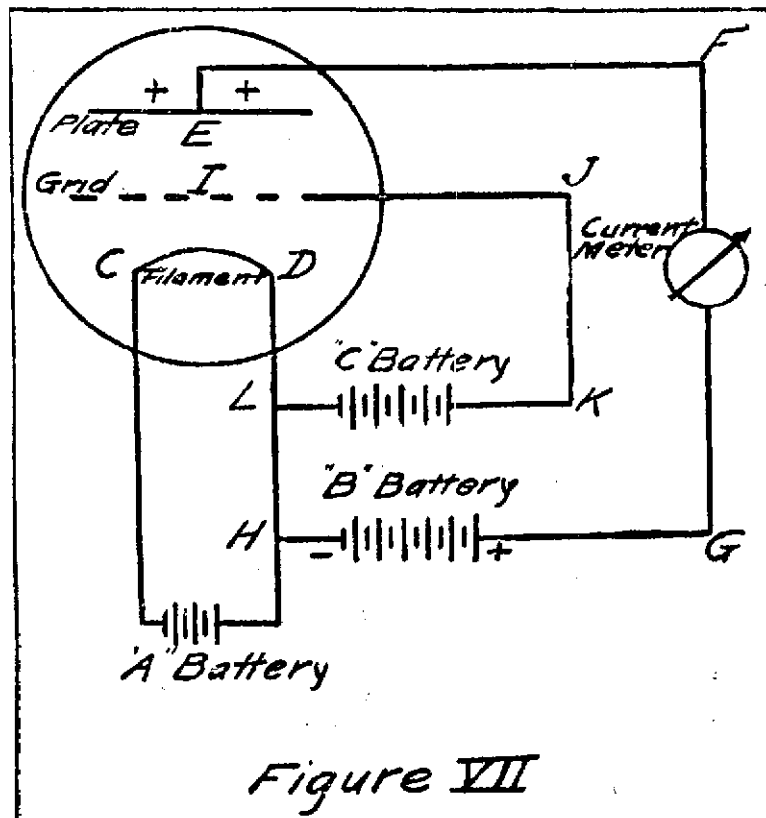 F
+ +
Plate E
Grid I
J
Current
Meter
C Filament D
"C" Battery
L K
"B" Battery
H - + G
"A" Battery
Figure VII